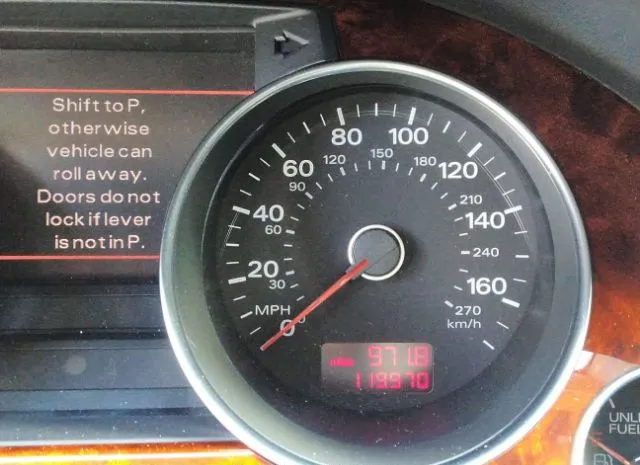 Shift to P,
otherwise
vehicle can
roll away.
Doors do not
lock if lever
is not in P.
80 100
60 120 150 180 120
90 210
40 60 140
240
20 30 160
MPH 270
0 km/h
971.8
119970
UNL
FUEL